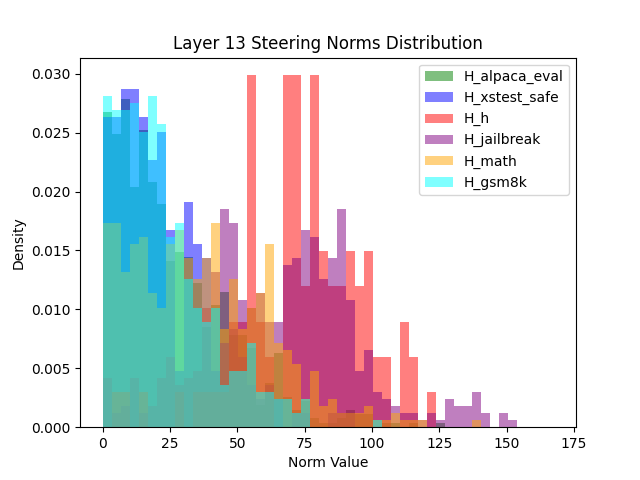 Layer 13 Steering Norms Distribution
H_alpaca_eval
H_xstest_safe
H_h
H_jailbreak
H_math
H_gsm8k
Density
0.030
0.025
0.020
0.015
0.010
0.005
0.000
0
25
50
75
100
125
150
175
Norm Value